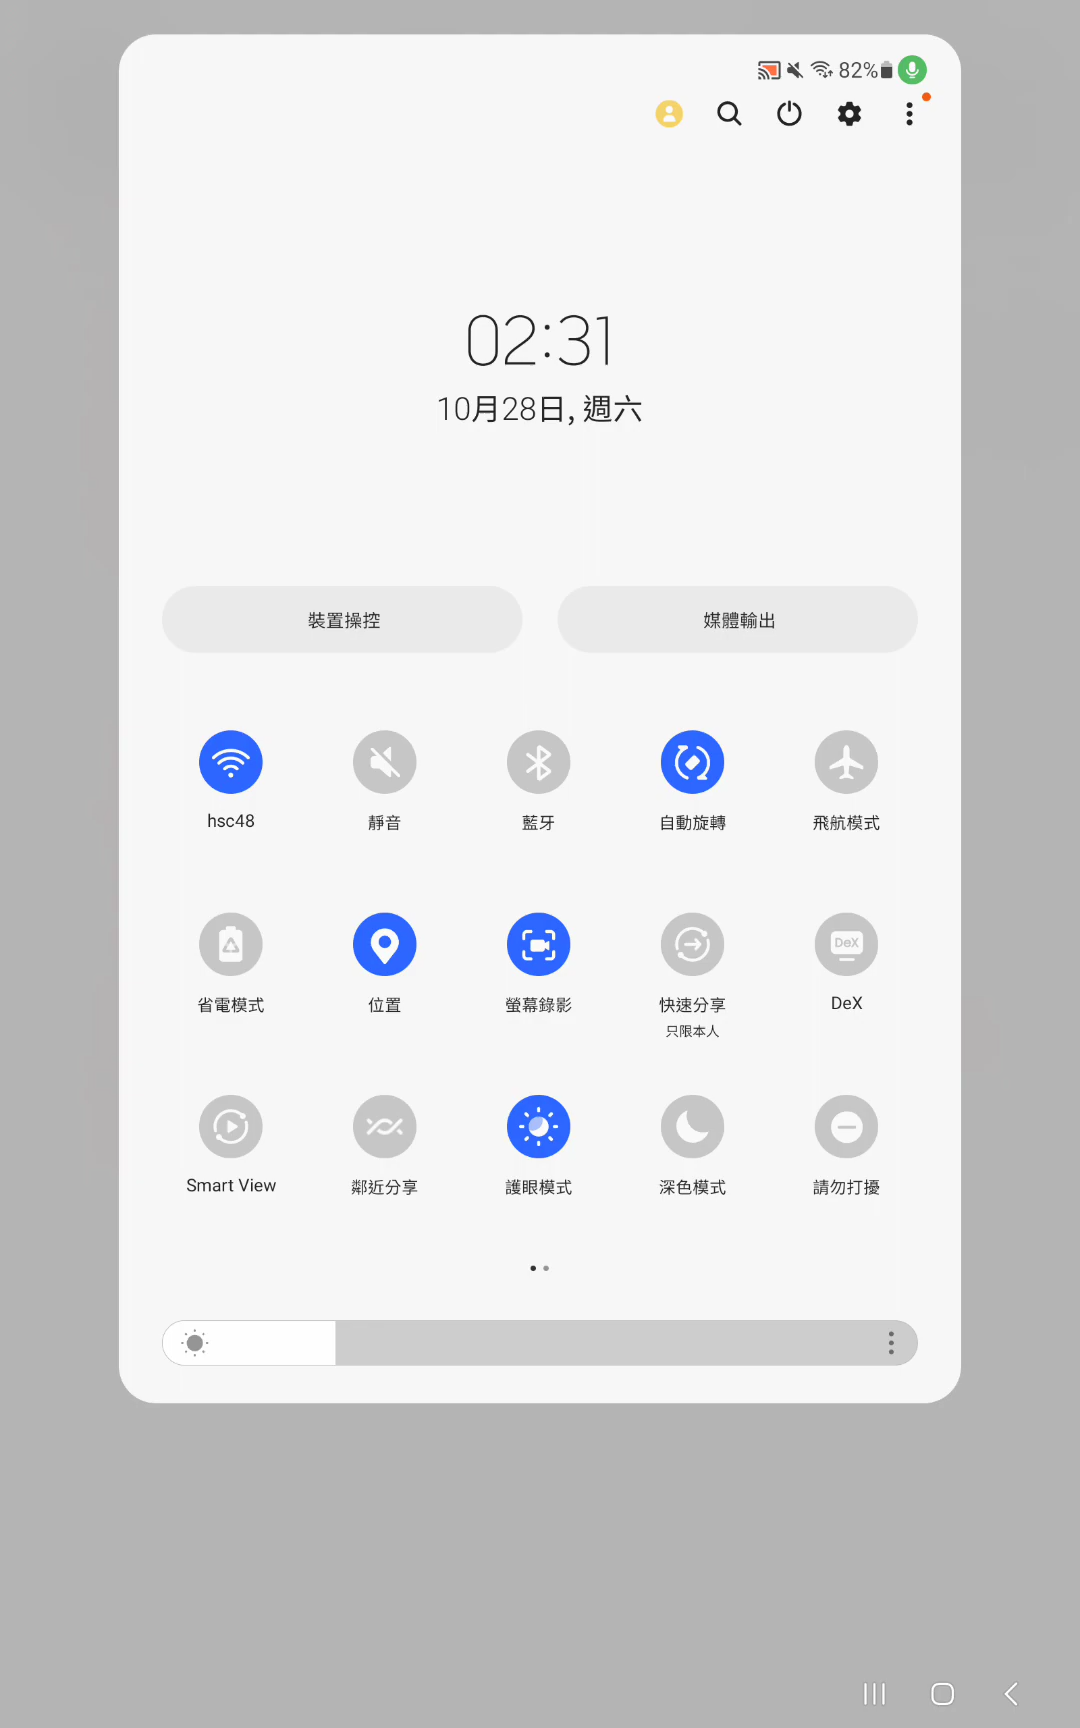 82%
02:31
10月28日, 週六
裝置操控
媒體輸出
hsc48
靜音
藍牙
自動旋轉
飛航模式
省電模式
位置
螢幕錄影
快速分享
只限本人
DeX
DeX
Smart View
鄰近分享
護眼模式
深色模式
請勿打擾